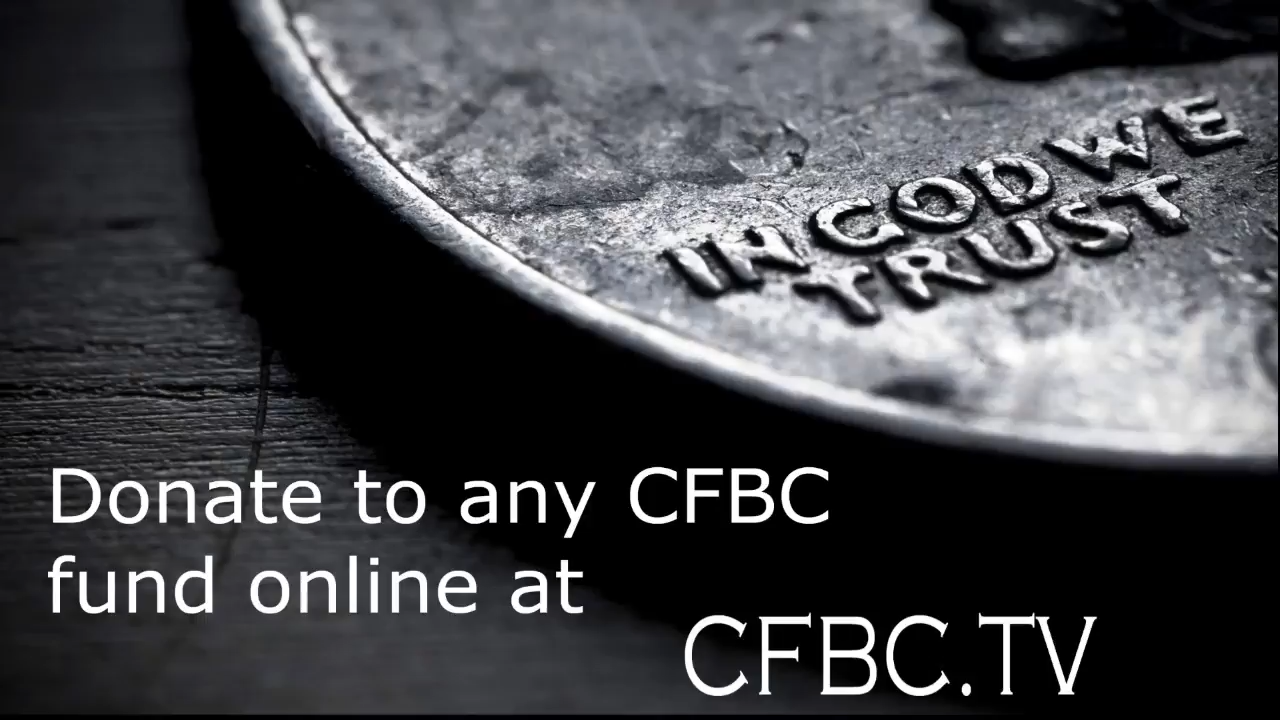 IN GOD WE
TRUST
Donate to any CFBC
fund online at
CFBC.TV